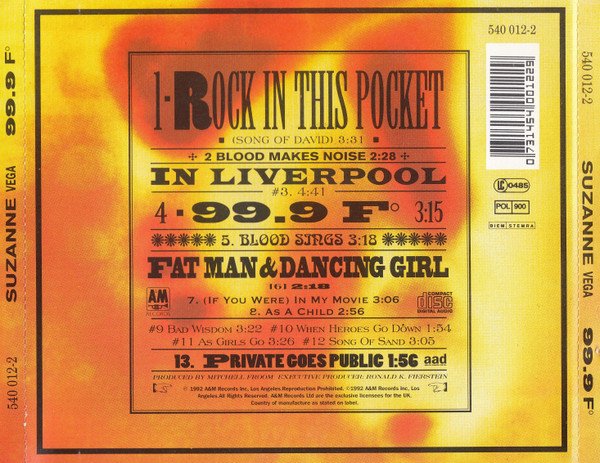 540 012-2
1-ROCK IN THIS POCKET
(SONG OF DAVID) 3:31
2 BLOOD MAKES NOISE 2:28
IN LIVERPOOL
#3. 4:41
4 - 99.9 F° 3:15
5. BLOOD SINGS 3:18
FAT MAN & DANCING GIRL
[6] 2:18
7. (IF YOU WERE) IN MY MOVIE 3:06
8. AS A CHILD 2:56
#9 BAD WISDOM 3:22 #10 WHEN HEROES GO DOWN 1:54
#11 AS GIRLS GO 3:26 #12 SONG OF SAND 3:05
13. PRIVATE GOES PUBLIC 1:56 aad
PRODUCED BY MITCHELL FROOM EXECUTIVE PRODUCER: RONALD K. FIERSTEIN
℗ 1992 A&M Records Inc. Los Angeles Reproduction Prohibited. © 1992 A&M Records Inc. Los
Angeles. All Rights Reserved. A&M Records Ltd are the exclusive licensees for the UK.
Country of manufacture as stated on label.
A&M
RECORDS
COMPACT
disc
DIGITAL AUDIO
LC 0485
POL 900
BIEM STEMRA
SUZANNE VEGA 99.9 F°
540 012-2
540 012-2
SUZANNE VEGA 99.9 F°